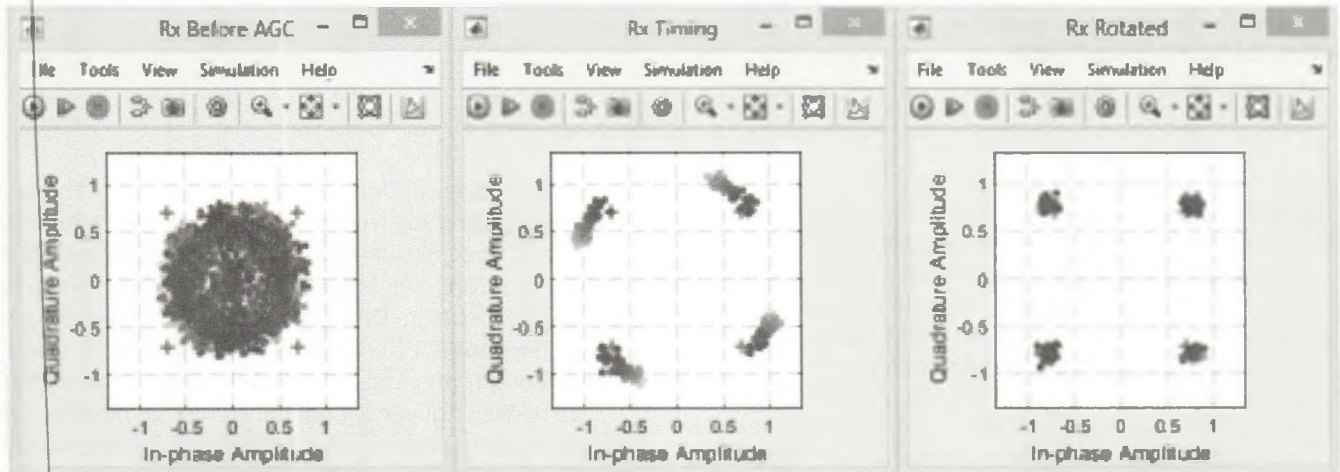 Rx Before AGC
File Tools View Simulation Help
Quadrature Amplitude
1
0.5
0
-0.5
-1
-1 -0.5 0 0.5 1
In-phase Amplitude
Rx Timing
File Tools View Simulation Help
Quadrature Amplitude
1
0.5
0
-0.5
-1
-1 -0.5 0 0.5 1
In-phase Amplitude
Rx Rotated
File Tools View Simulation Help
Quadrature Amplitude
1
0.5
0
-0.5
-1
-1 -0.5 0 0.5 1
In-phase Amplitude